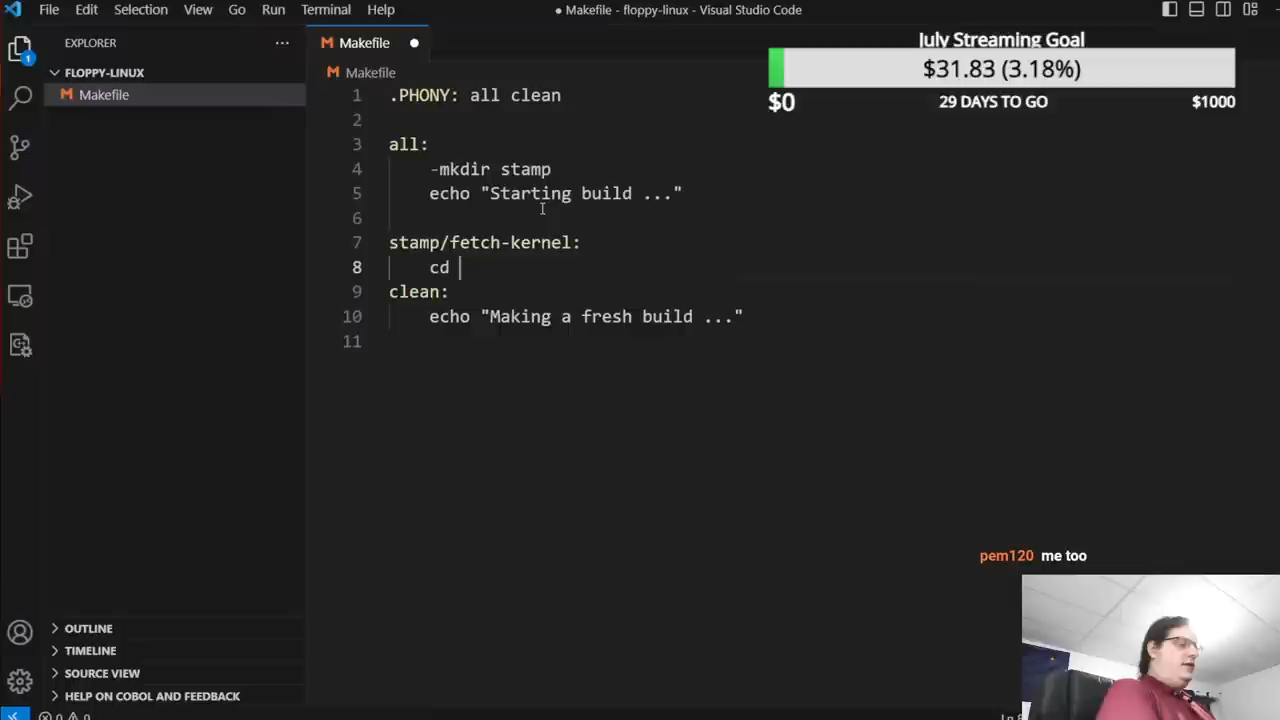 File Edit Selection View Go Run Terminal Help
● Makefile - floppy-linux - Visual Studio Code
EXPLORER
Makefile
FLOPPY-LINUX
Makefile
1
Makefile
1 .PHONY: all clean
2
3 all:
4 -mkdir stamp
5 echo "Starting build ..."
6
7 stamp/fetch-kernel:
8 cd
9 clean:
10 echo "Making a fresh build ..."
11
July Streaming Goal
$31.83 (3.18%)
$0 29 DAYS TO GO $1000
pem120 me too
OUTLINE
TIMELINE
SOURCE VIEW
HELP ON COBOL AND FEEDBACK